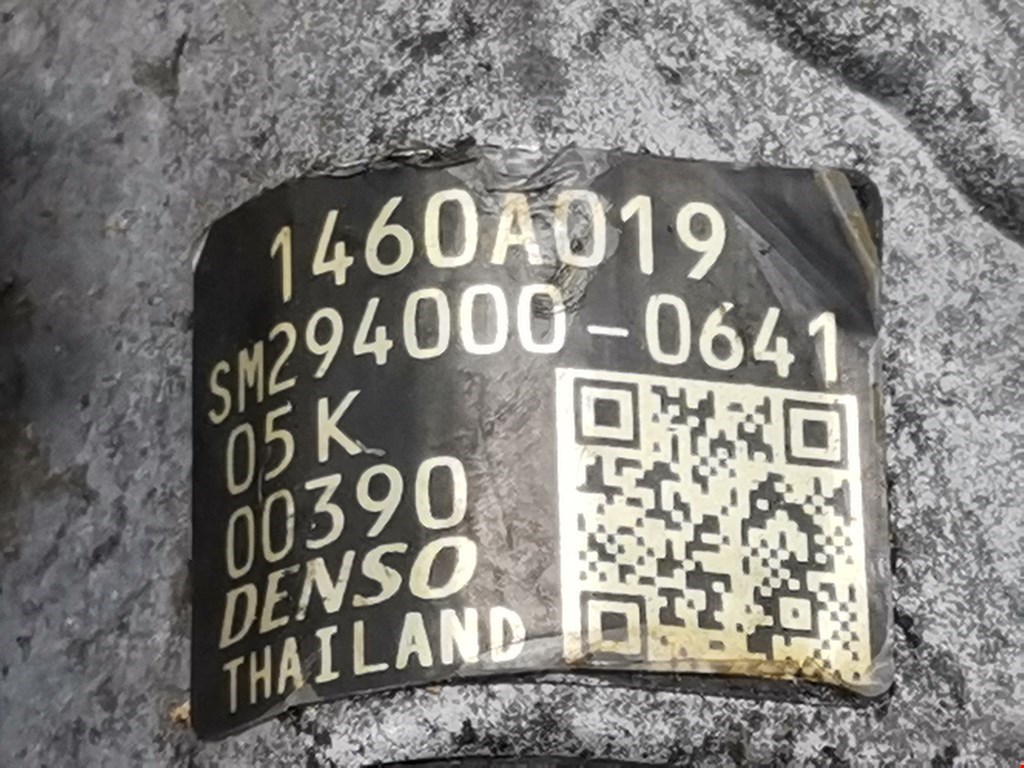 1460A019
SM294000-0641
05K
00390
DENSO
THAILAND